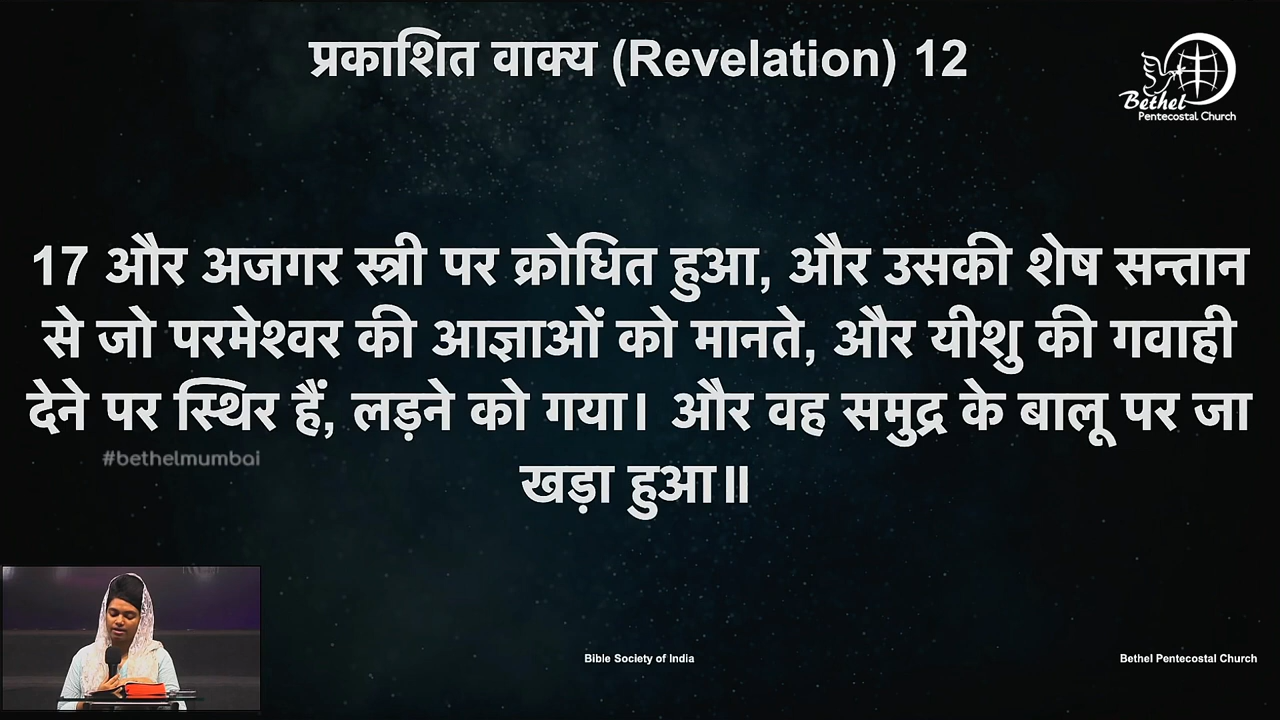 प्रकाशित वाक्य (Revelation) 12
Bethel
Pentecostal Church
17 और अजगर स्त्री पर क्रोधित हुआ, और उसकी शेष सन्तान
से जो परमेश्वर की आज्ञाओं को मानते, और यीशु की गवाही
देने पर स्थिर हैं, लड़ने को गया। और वह समुद्र के बालू पर जा
#bethelmumbai
खड़ा हुआ॥
Bible Society of India
Bethel Pentecostal Church